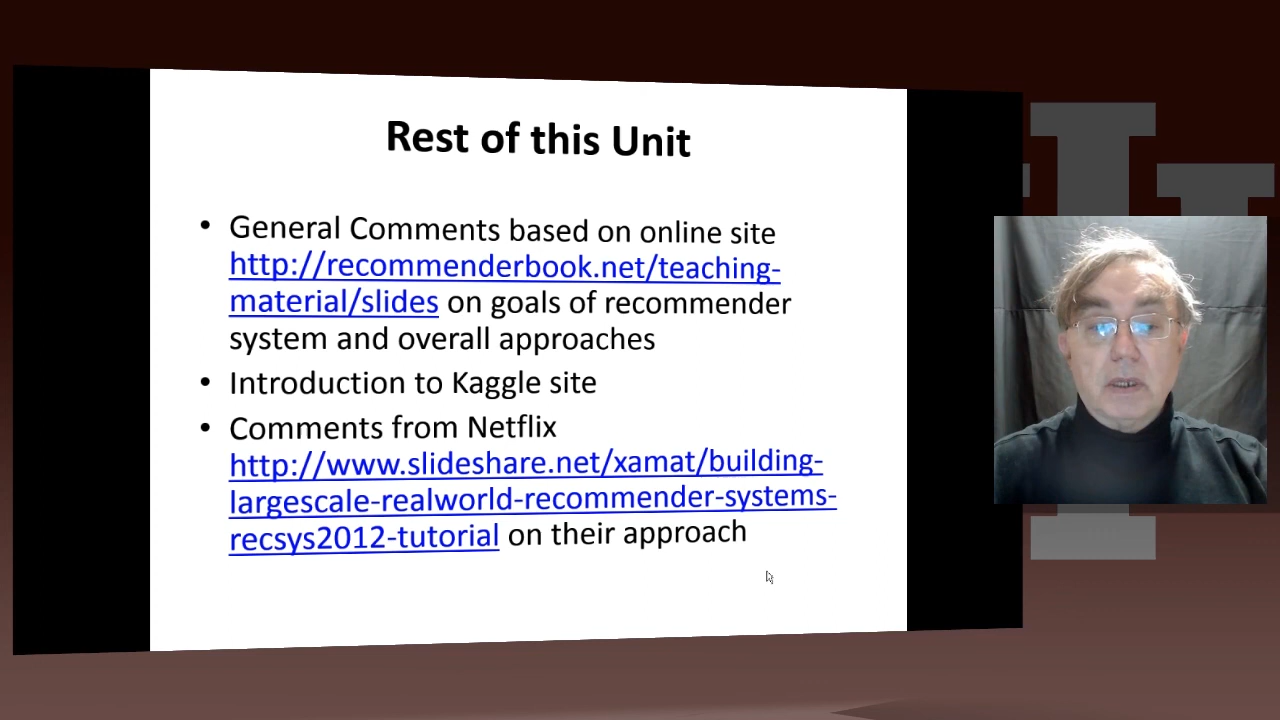 Rest of this Unit
• General Comments based on online site
http://recommenderbook.net/teaching-
material/slides on goals of recommender
system and overall approaches
• Introduction to Kaggle site
• Comments from Netflix
http://www.slideshare.net/xamat/building-
largescale-realworld-recommender-systems-
recsys2012-tutorial on their approach